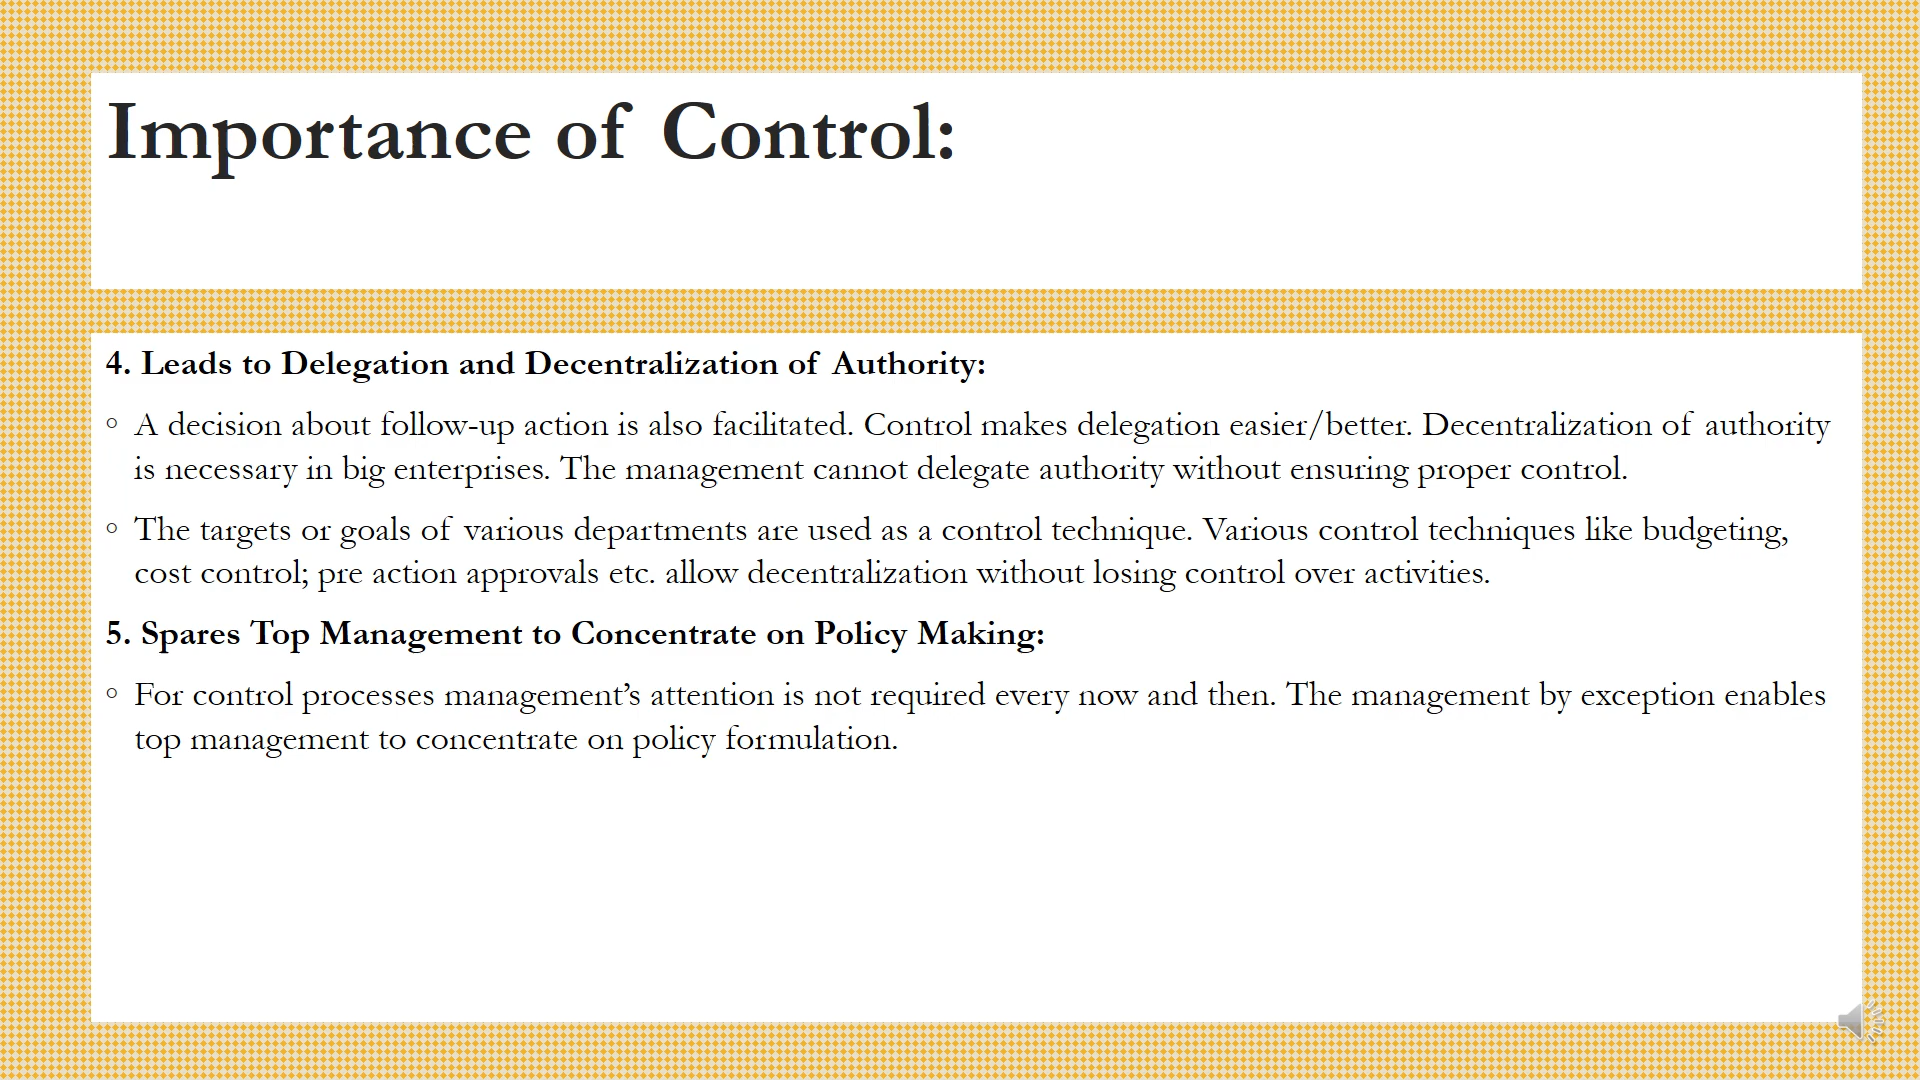 Importance of Control:
4. Leads to Delegation and Decentralization of Authority:
◦ A decision about follow-up action is also facilitated. Control makes delegation easier/better. Decentralization of authority
is necessary in big enterprises. The management cannot delegate authority without ensuring proper control.
◦ The targets or goals of various departments are used as a control technique. Various control techniques like budgeting,
cost control; pre action approvals etc. allow decentralization without losing control over activities.
5. Spares Top Management to Concentrate on Policy Making:
◦ For control processes management’s attention is not required every now and then. The management by exception enables
top management to concentrate on policy formulation.